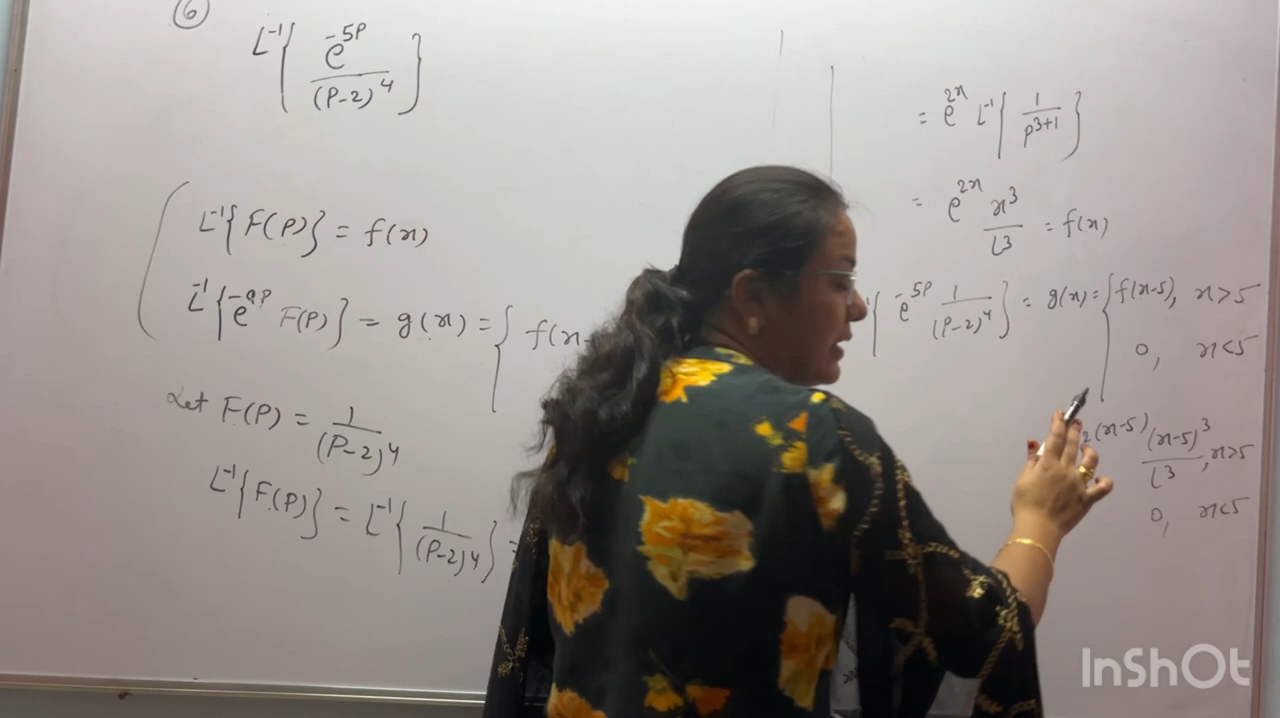 ⑥
L⁻¹{ e^-5P / (P-2)^4 }
L⁻¹{F(P)} = f(x)
L⁻¹{e^-aP F(P)} = g(x) = { f(x-
Let F(P) = 1/(P-2)^4
L⁻¹{F(P)} = L⁻¹{ 1/(P-2)^4 } =
= e^2x L⁻¹{ 1/P^3+1 }
= e^2x x^3/⌊3 = f(x)
{ e^-5P 1/(P-2)^4 } = g(x) = { f(x-5), x>5
0, x<5
2(x-5) (x-5)^3/⌊3, x>5
0, x<5
InShOt